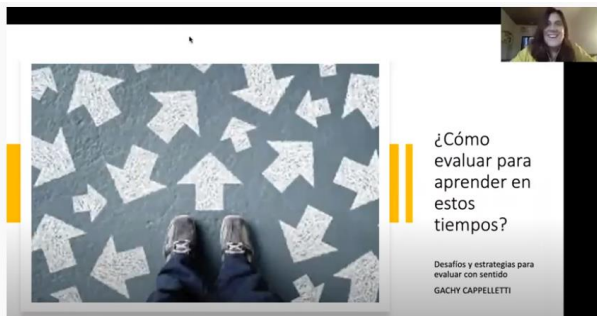 ¿Cómo
evaluar para
aprender en
estos
tiempos?
Desafíos y estrategias para
evaluar con sentido
GACHY CAPPELLETTI